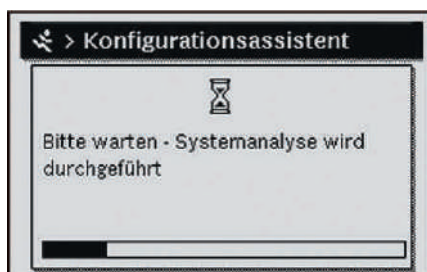 > Konfigurationsassistent
Bitte warten - Systemanalyse wird
durchgeführt